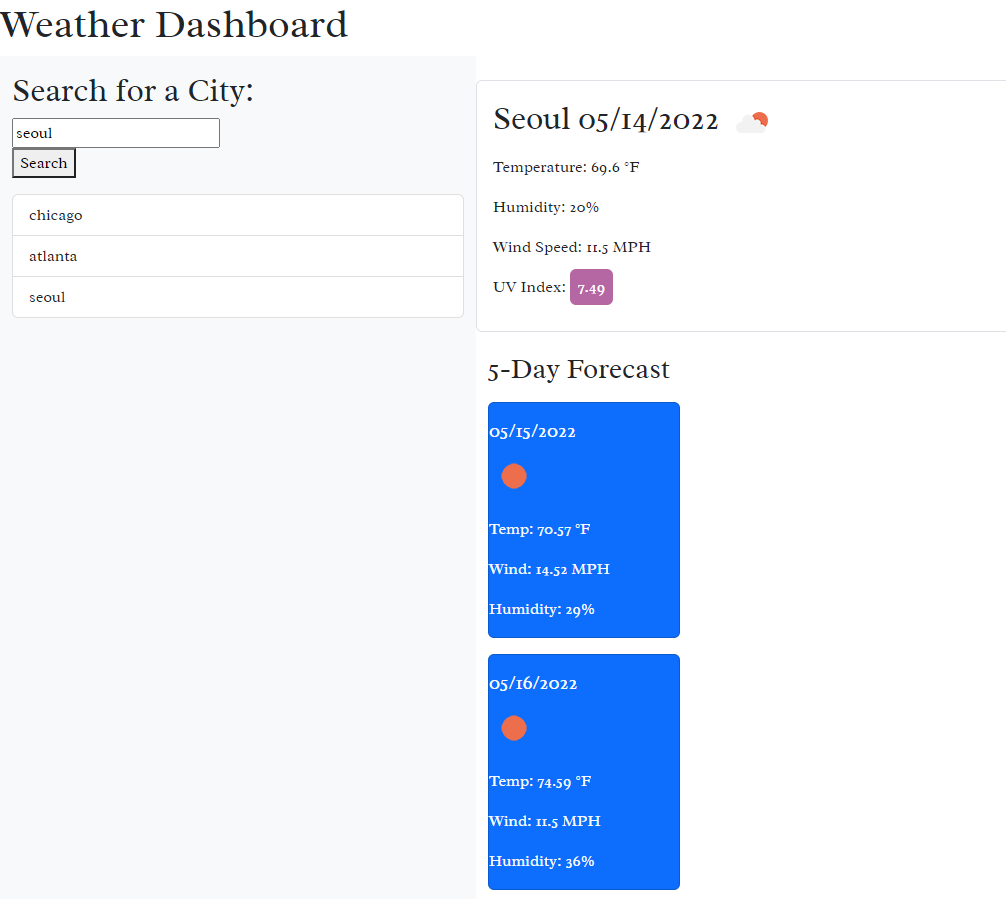 Weather Dashboard
Search for a City:
seoul
Search
chicago
atlanta
seoul
Seoul 05/14/2022
Temperature: 69.6 °F
Humidity: 20%
Wind Speed: 11.5 MPH
UV Index: 7.49
5-Day Forecast
05/15/2022
Temp: 70.57 °F
Wind: 14.52 MPH
Humidity: 29%
05/16/2022
Temp: 74.59 °F
Wind: 11.5 MPH
Humidity: 36%